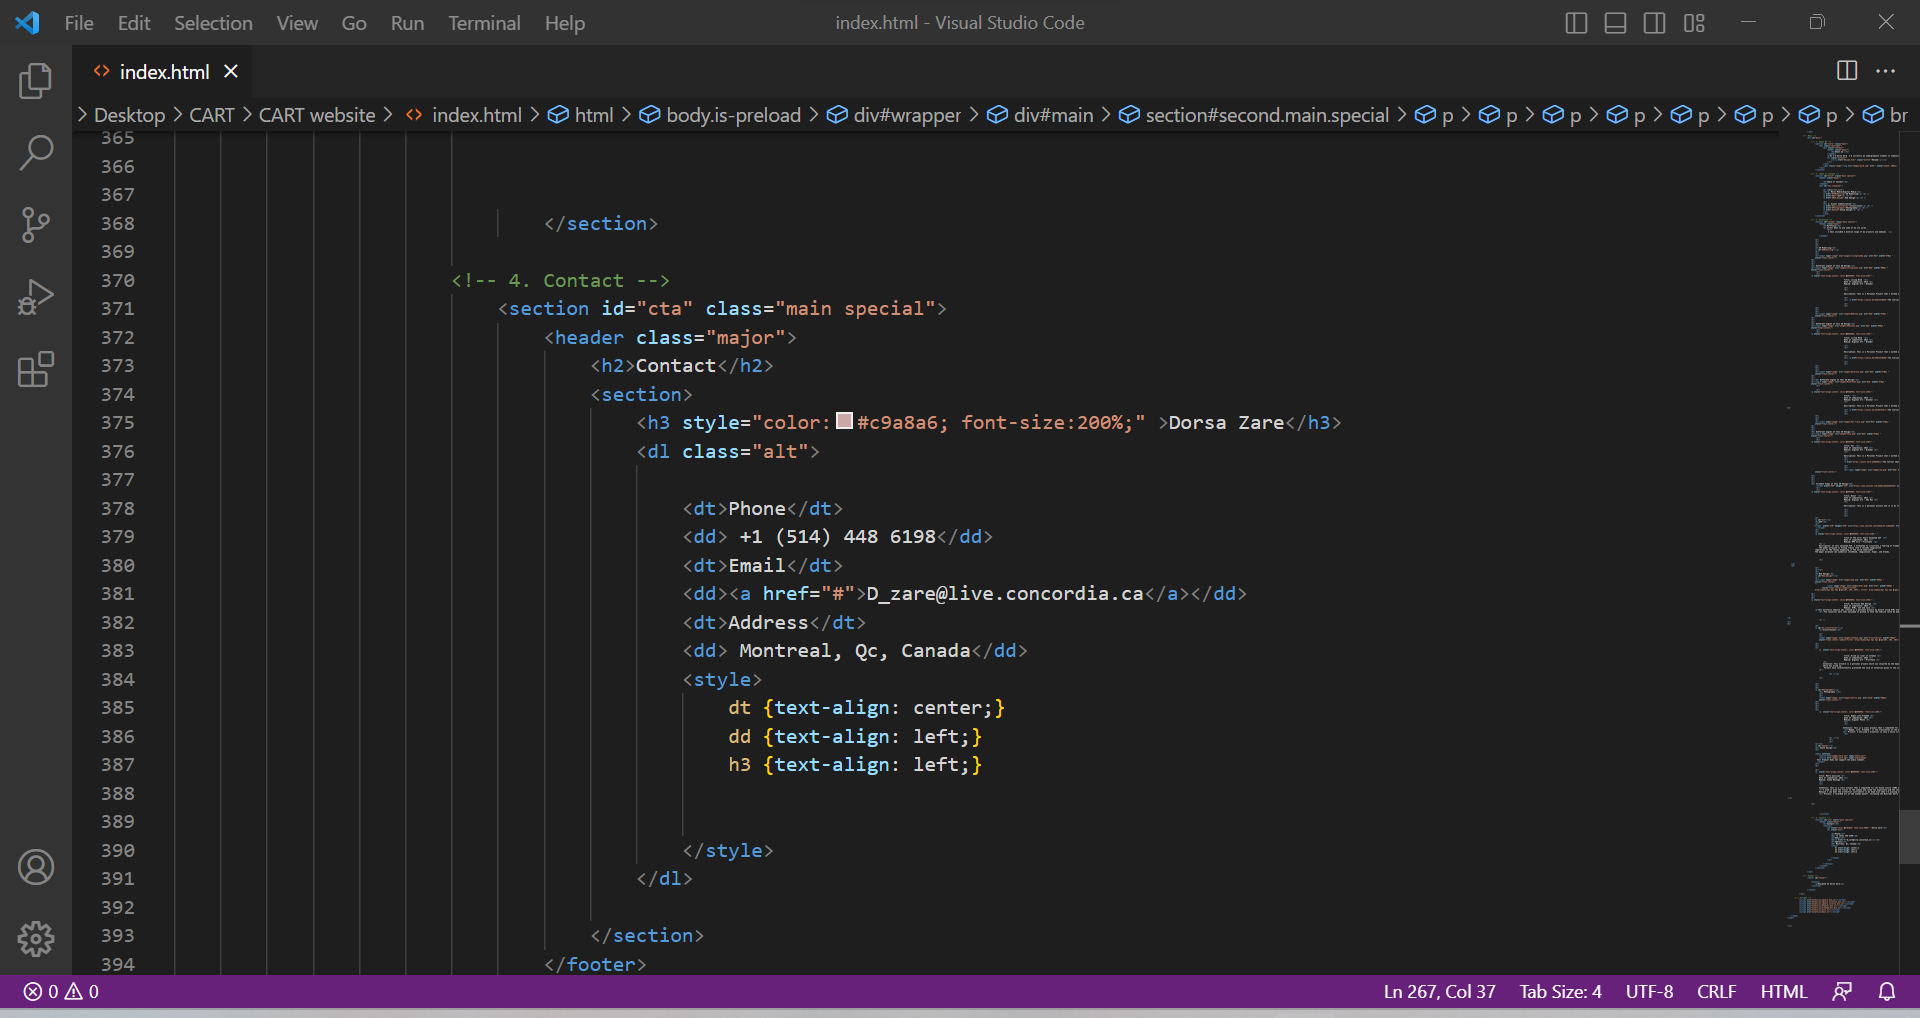 File Edit Selection View Go Run Terminal Help index.html - Visual Studio Code
index.html
Desktop > CART > CART website > index.html > html > body.is-preload > div#wrapper > div#main > section#second.main.special > p > p > p > p > p > p > p > br
365
366
367
368 </section>
369
370 <!-- 4. Contact -->
371 <section id="cta" class="main special">
372 <header class="major">
373 <h2>Contact</h2>
374 <section>
375 <h3 style="color:#c9a8a6; font-size:200%;" >Dorsa Zare</h3>
376 <dl class="alt">
377
378 <dt>Phone</dt>
379 <dd> +1 (514) 448 6198</dd>
380 <dt>Email</dt>
381 <dd><a href="#">D_zare@live.concordia.ca</a></dd>
382 <dt>Address</dt>
383 <dd> Montreal, Qc, Canada</dd>
384 <style>
385 dt {text-align: center;}
386 dd {text-align: left;}
387 h3 {text-align: left;}
388
389
390 </style>
391 </dl>
392
393 </section>
394 </footer>
0 0 Ln 267, Col 37 Tab Size: 4 UTF-8 CRLF HTML